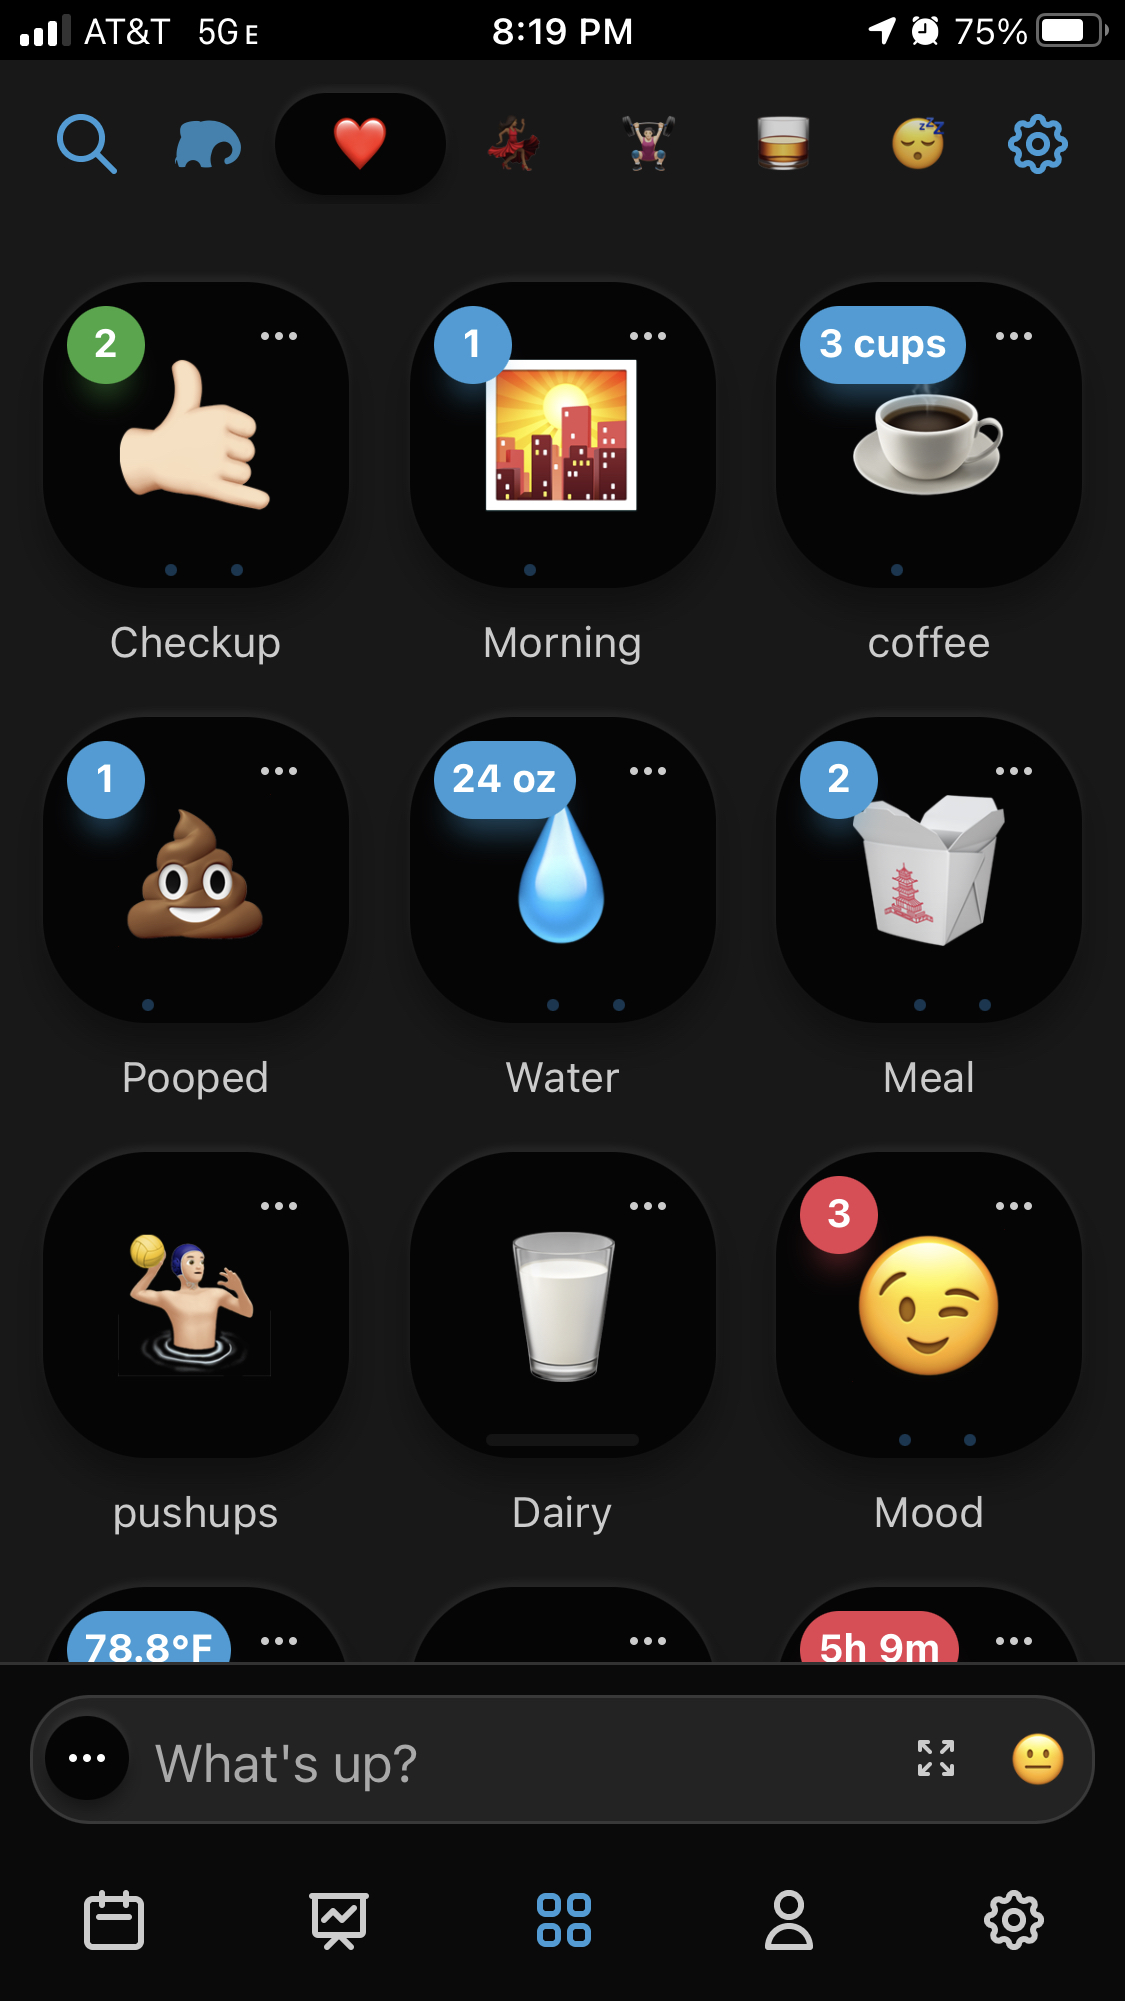 AT&T 5GE 8:19 PM 75%
2
1
3 cups
Checkup
Morning
coffee
1
24 oz
2
Pooped
Water
Meal
3
pushups
Dairy
Mood
78.8°F
5h 9m
What's up?